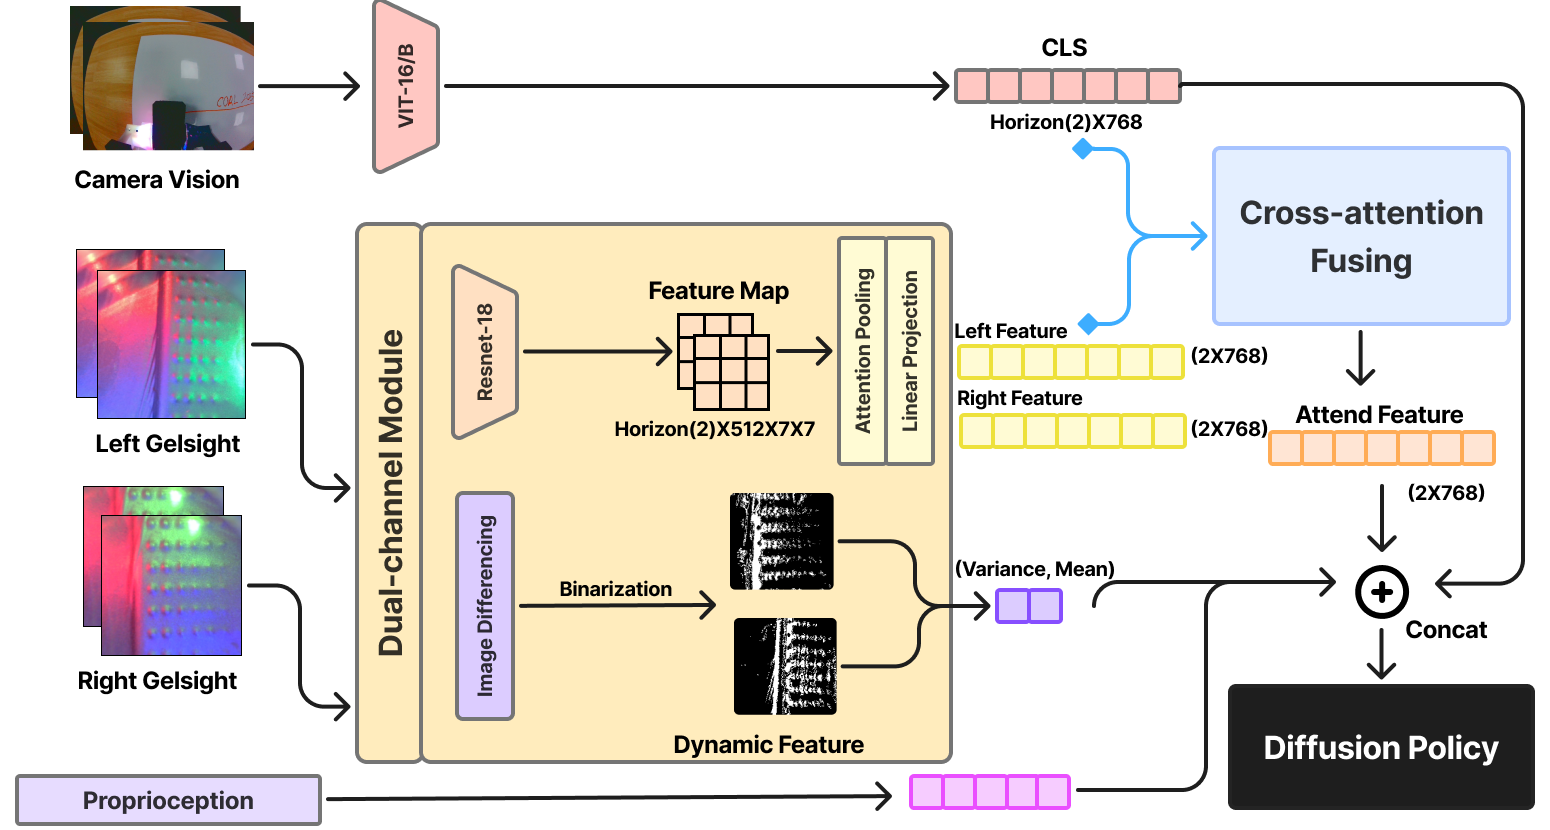 CORL
Camera Vision
VIT-16/B
CLS
Horizon(2)X768
Cross-attention
Fusing
Left Gelsight
Right Gelsight
Dual-channel Module
Resnet-18
Feature Map
Horizon(2)X512X7X7
Attention Pooling
Linear Projection
Left Feature
(2X768)
Right Feature
(2X768)
Attend Feature
(2X768)
Image Differencing
Binarization
Dynamic Feature
(Variance, Mean)
Concat
Diffusion Policy
Proprioception